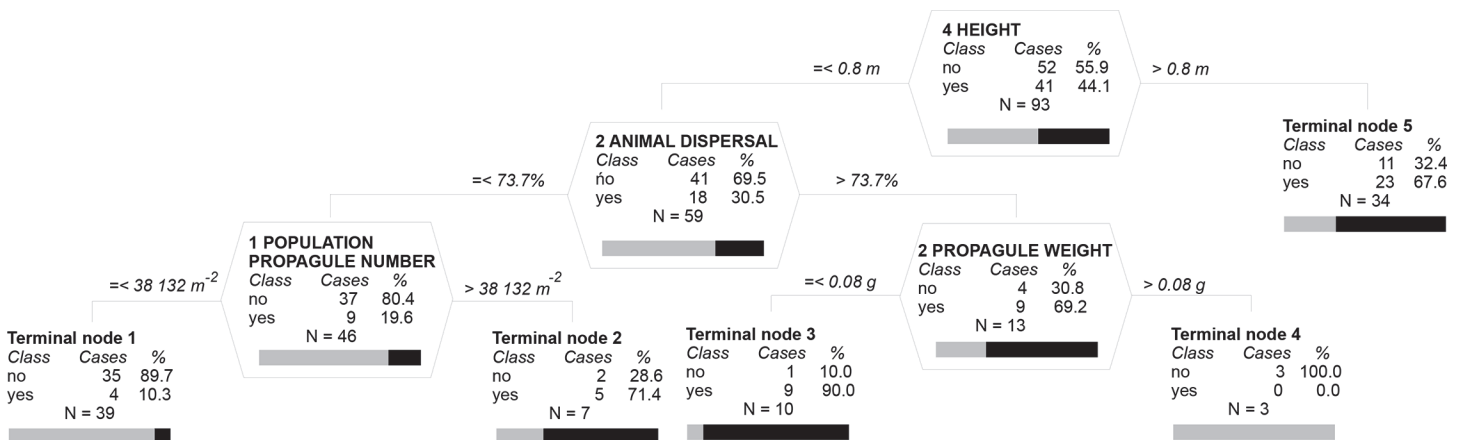 4 HEIGHT
Class Cases %
no 52 55.9
yes 41 44.1
N = 93
=< 0.8 m
> 0.8 m
Terminal node 5
Class Cases %
no 11 32.4
yes 23 67.6
N = 34
2 ANIMAL DISPERSAL
Class Cases %
ńo 41 69.5
yes 18 30.5
N = 59
=< 73.7%
> 73.7%
1 POPULATION
PROPAGULE NUMBER
Class Cases %
no 37 80.4
yes 9 19.6
N = 46
=< 38 132 m-2
> 38 132 m-2
2 PROPAGULE WEIGHT
Class Cases %
no 4 30.8
yes 9 69.2
N = 13
=< 0.08 g
> 0.08 g
Terminal node 1
Class Cases %
no 35 89.7
yes 4 10.3
N = 39
Terminal node 2
Class Cases %
no 2 28.6
yes 5 71.4
N = 7
Terminal node 3
Class Cases %
no 1 10.0
yes 9 90.0
N = 10
Terminal node 4
Class Cases %
no 3 100.0
yes 0 0.0
N = 3